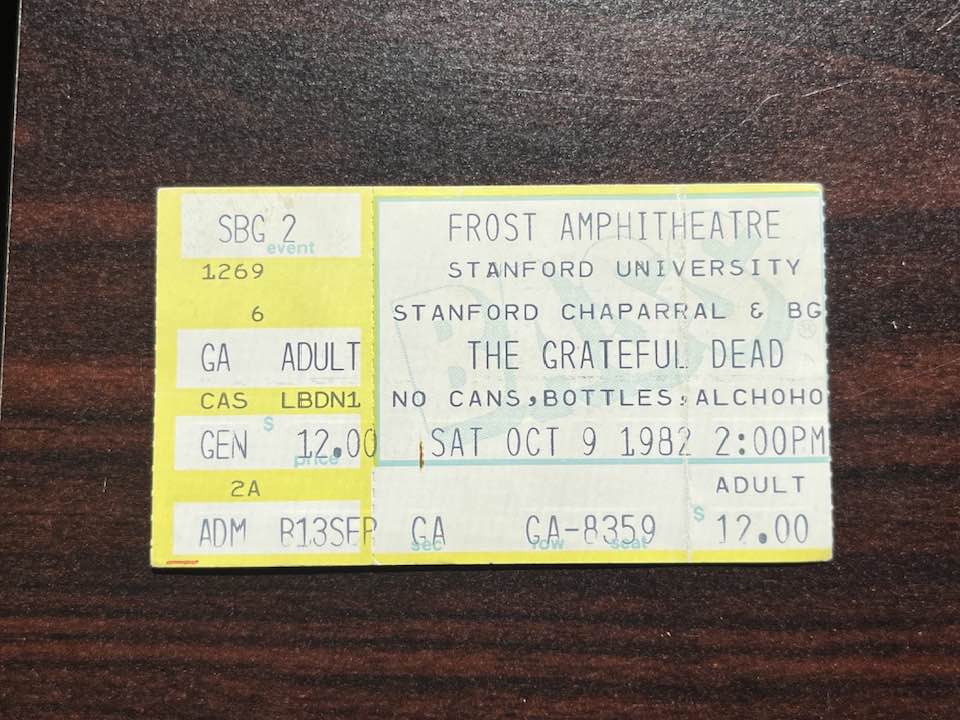 SBG 2
event
1269
6
GA ADULT
CAS LBDN1
GEN $ 12.00
price
2A
ADM B13SEP
FROST AMPHITHEATRE
STANFORD UNIVERSITY
STANFORD CHAPARRAL & BG
THE GRATEFUL DEAD
NO CANS,BOTTLES,ALCHOHO
SAT OCT 9 1982 2:00PM
ADULT
GA GA-8359 $ 12.00
sec row seat
BASS ®